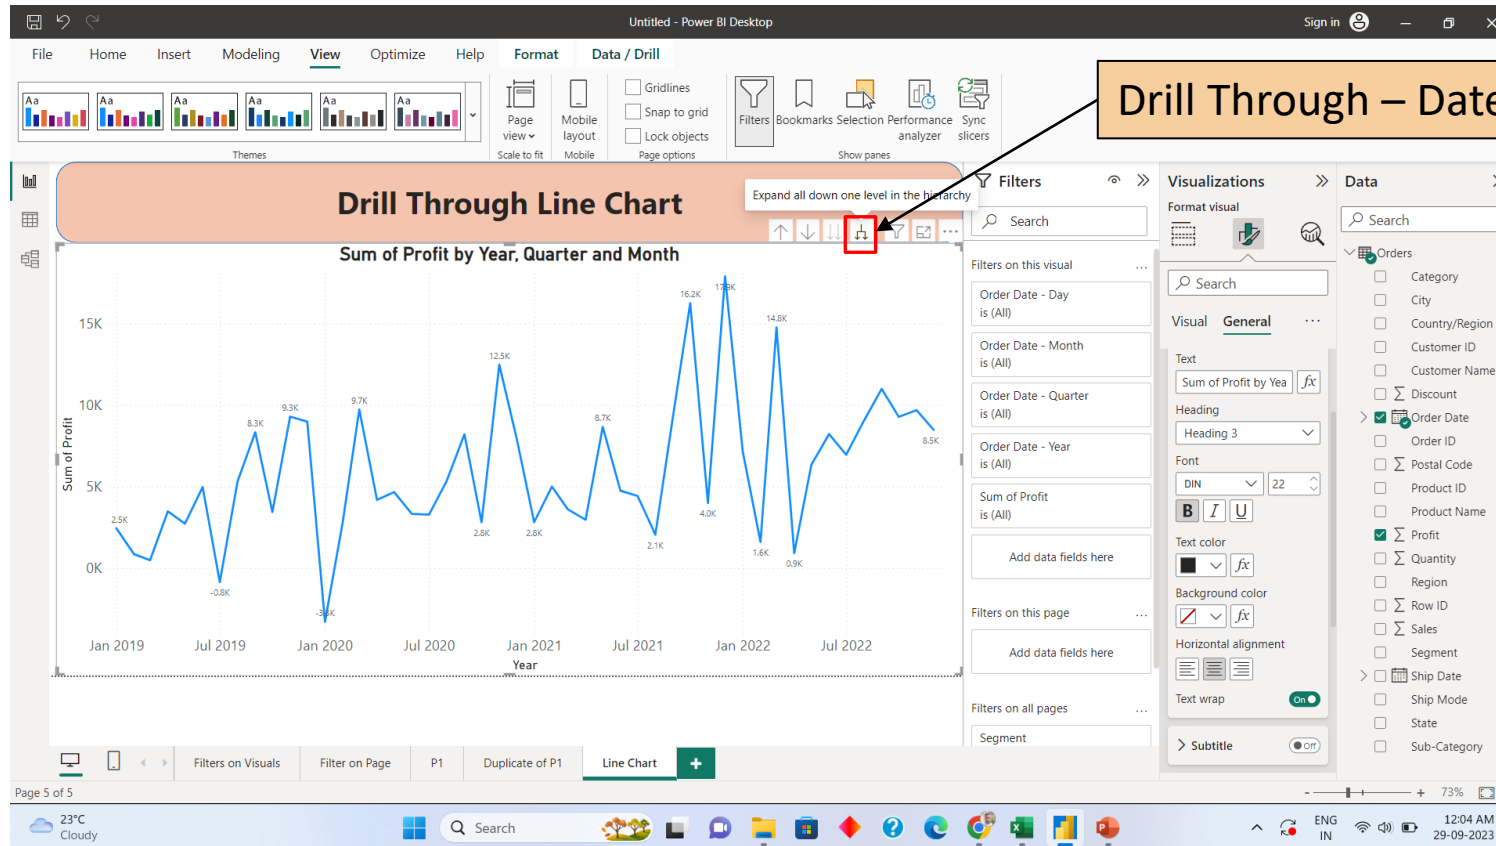 Untitled - Power BI Desktop
Sign in
File Home Insert Modeling View Optimize Help Format Data / Drill
Aa Aa Aa Aa Aa Aa
Themes
Page view
Scale to fit
Mobile layout
Mobile
Gridlines
Snap to grid
Lock objects
Page options
Filters Bookmarks Selection Performance analyzer Sync slicers
Show panes
Drill Through – Date
Drill Through Line Chart
Expand all down one level in the hierarchy
Sum of Profit by Year, Quarter and Month
Sum of Profit
15K
10K
5K
0K
2.5K
-0.8K
8.3K
9.3K
9.7K
12.5K
2.8K
2.8K
8.7K
2.1K
16.2K
4.0K
17.9K
1.6K
14.8K
0.9K
8.5K
Jan 2019 Jul 2019 Jan 2020 Jul 2020 Jan 2021 Jul 2021 Jan 2022 Jul 2022
Year
Filters
Search
Filters on this visual
Order Date - Day
is (All)
Order Date - Month
is (All)
Order Date - Quarter
is (All)
Order Date - Year
is (All)
Sum of Profit
is (All)
Add data fields here
Filters on this page
Add data fields here
Filters on all pages
Segment
Visualizations
Format visual
Search
Visual General
Text
Sum of Profit by Yea
fx
Heading
Heading 3
Font
DIN 22
B I U
Text color
fx
Background color
fx
Horizontal alignment
Text wrap On
Subtitle Off
Data
Search
Orders
Category
City
Country/Region
Customer ID
Customer Name
∑ Discount
Order Date
Order ID
∑ Postal Code
Product ID
Product Name
∑ Profit
∑ Quantity
Region
∑ Row ID
∑ Sales
Segment
Ship Date
Ship Mode
State
Sub-Category
Filters on Visuals Filter on Page P1 Duplicate of P1 Line Chart +
Page 5 of 5
- + 73%
23°C
Cloudy
Search
ENG
IN
12:04 AM
29-09-2023